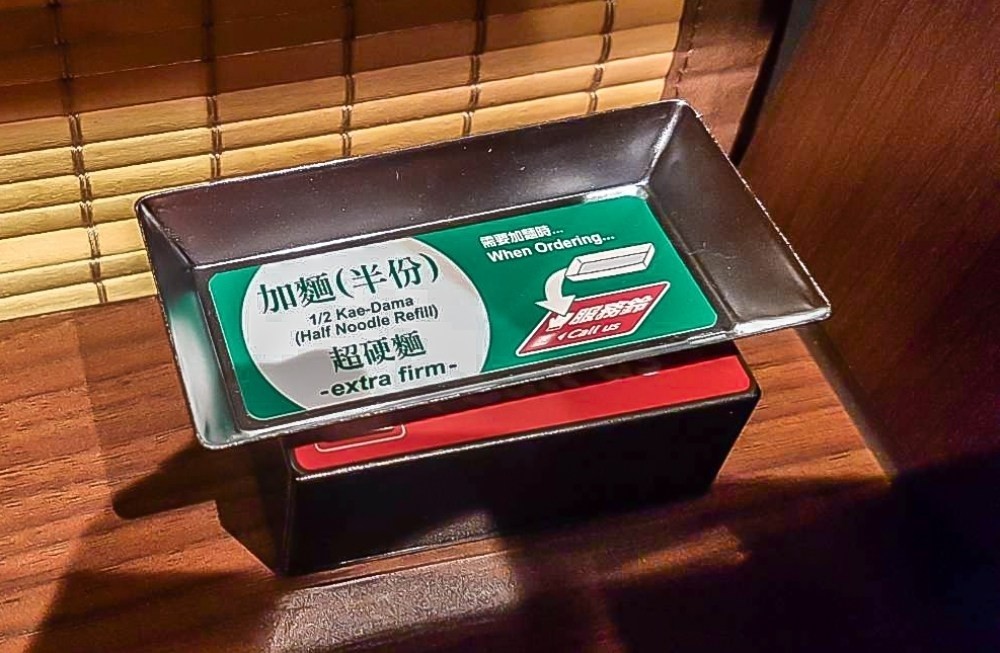 加麵(半份)
1/2 Kae-Dama
(Half Noodle Refill)
超硬麵
-extra firm-
需要加麵時...
When Ordering...
服務鈴
Call us